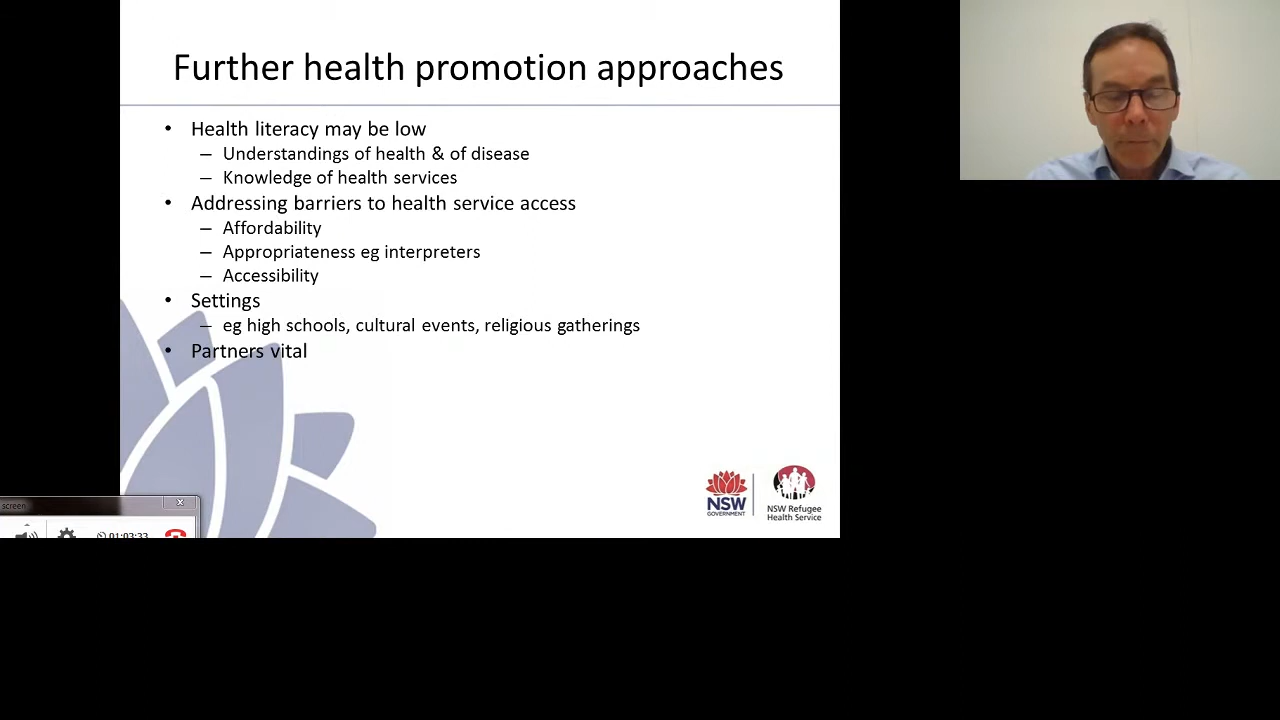 Further health promotion approaches
• Health literacy may be low
– Understandings of health & of disease
– Knowledge of health services
• Addressing barriers to health service access
– Affordability
– Appropriateness eg interpreters
– Accessibility
• Settings
– eg high schools, cultural events, religious gatherings
• Partners vital
NSW
GOVERNMENT
NSW Refugee
Health Service
screen
01:03:33